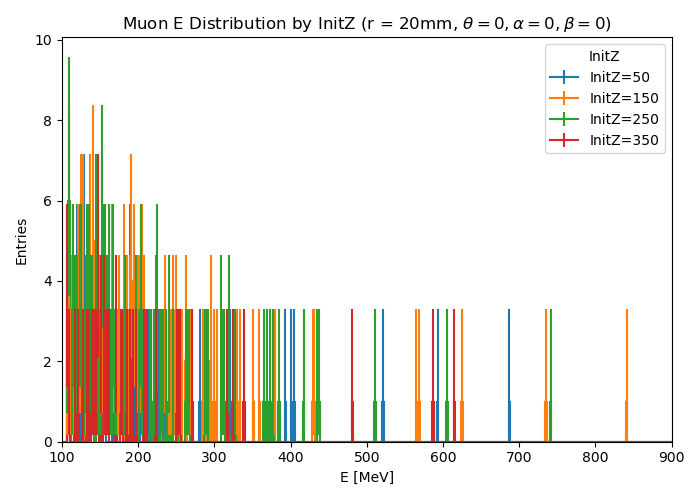 Muon E Distribution by InitZ (r = 20mm, θ = 0, α = 0, β = 0)
10
8
6
4
2
0
Entries
InitZ
InitZ=50
InitZ=150
InitZ=250
InitZ=350
100 200 300 400 500 600 700 800 900
E [MeV]